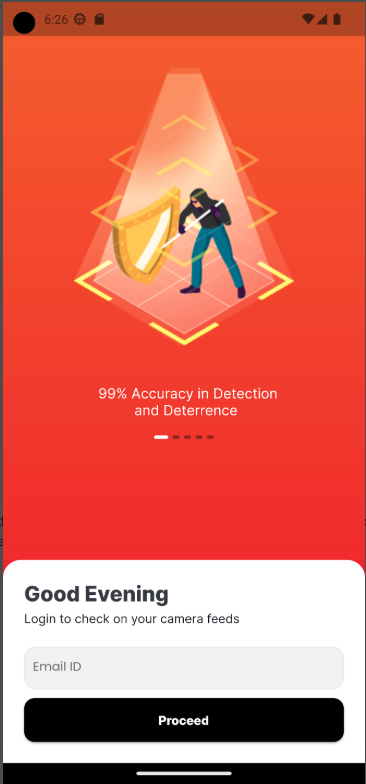 6:26
99% Accuracy in Detection
and Deterrence
Good Evening
Login to check on your camera feeds
Email ID
Proceed